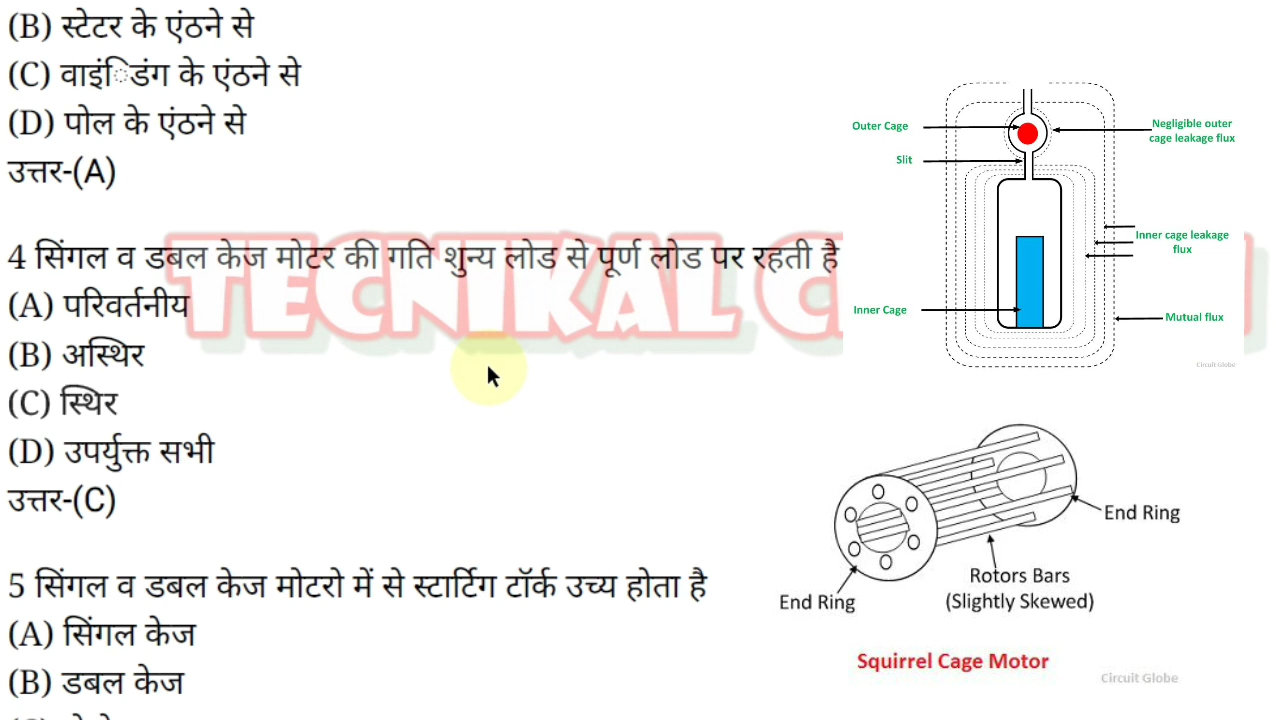 (B) स्टेटर के एंठने से
(C) वाइंिडंग के एंठने से
(D) पोल के एंठने से
उत्तर-(A)
4 सिंगल व डबल केज मोटर की गति शुन्य लोड से पूर्ण लोड पर रहती है
(A) परिवर्तनीय
(B) अस्थिर
(C) स्थिर
(D) उपर्युक्त सभी
उत्तर-(C)
5 सिंगल व डबल केज मोटरो में से स्टार्टिग टॉर्क उच्य होता है
(A) सिंगल केज
(B) डबल केज
TECNIKAL C
Outer Cage
Negligible outer
cage leakage flux
Slit
Inner cage leakage
flux
Inner Cage
Mutual flux
Circuit Globe
End Ring
Rotors Bars
(Slightly Skewed)
End Ring
Squirrel Cage Motor
Circuit Globe